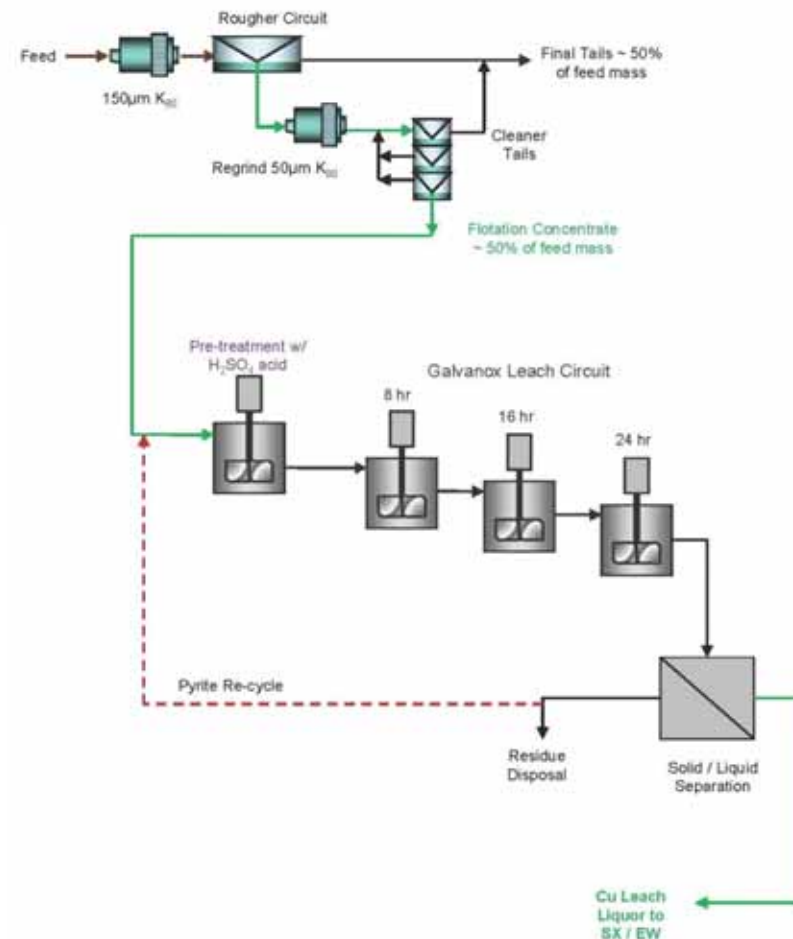 Rougher Circuit
Feed
Final Tails ~ 50%
of feed mass
150µm K₈₀
Cleaner
Tails
Regrind 50µm K₈₀
Flotation Concentrate
~ 50% of feed mass
Pre-treatment w/
H₂SO₄ acid
Galvanox Leach Circuit
8 hr
16 hr
24 hr
Pyrite Re-cycle
Residue
Disposal
Solid / Liquid
Separation
Cu Leach
Liquor to
SX / EW